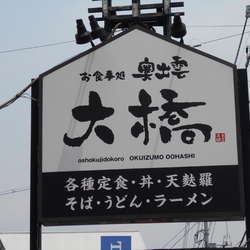 お食事処 奥出雲
大橋
oshokujidokoro OKUIZUMO OOHASHI
各種定食・丼・天麩羅
そば・うどん・ラーメン